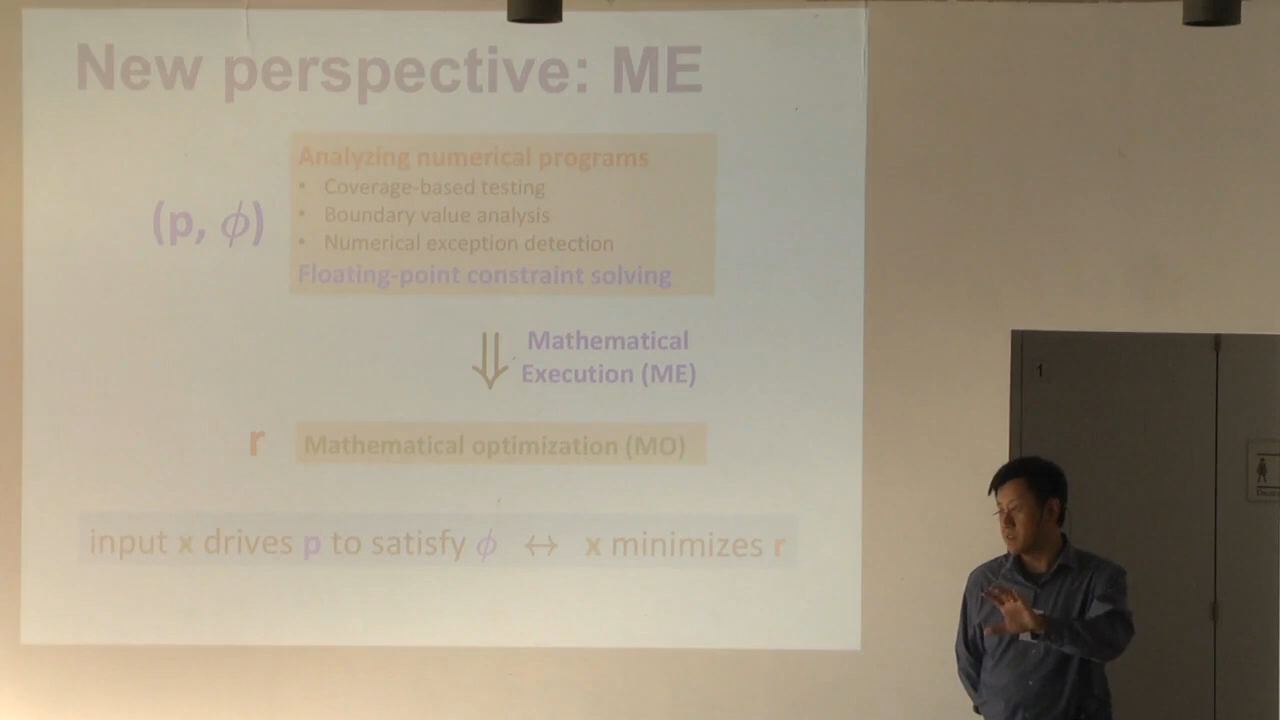 New perspective: ME
Analyzing numerical programs
• Coverage-based testing
(p, ϕ)
• Boundary value analysis
• Numerical exception detection
Floating-point constraint solving
⇓ Mathematical
Execution (ME)
r Mathematical optimization (MO)
input x drives p to satisfy ϕ ↔ x minimizes r
1